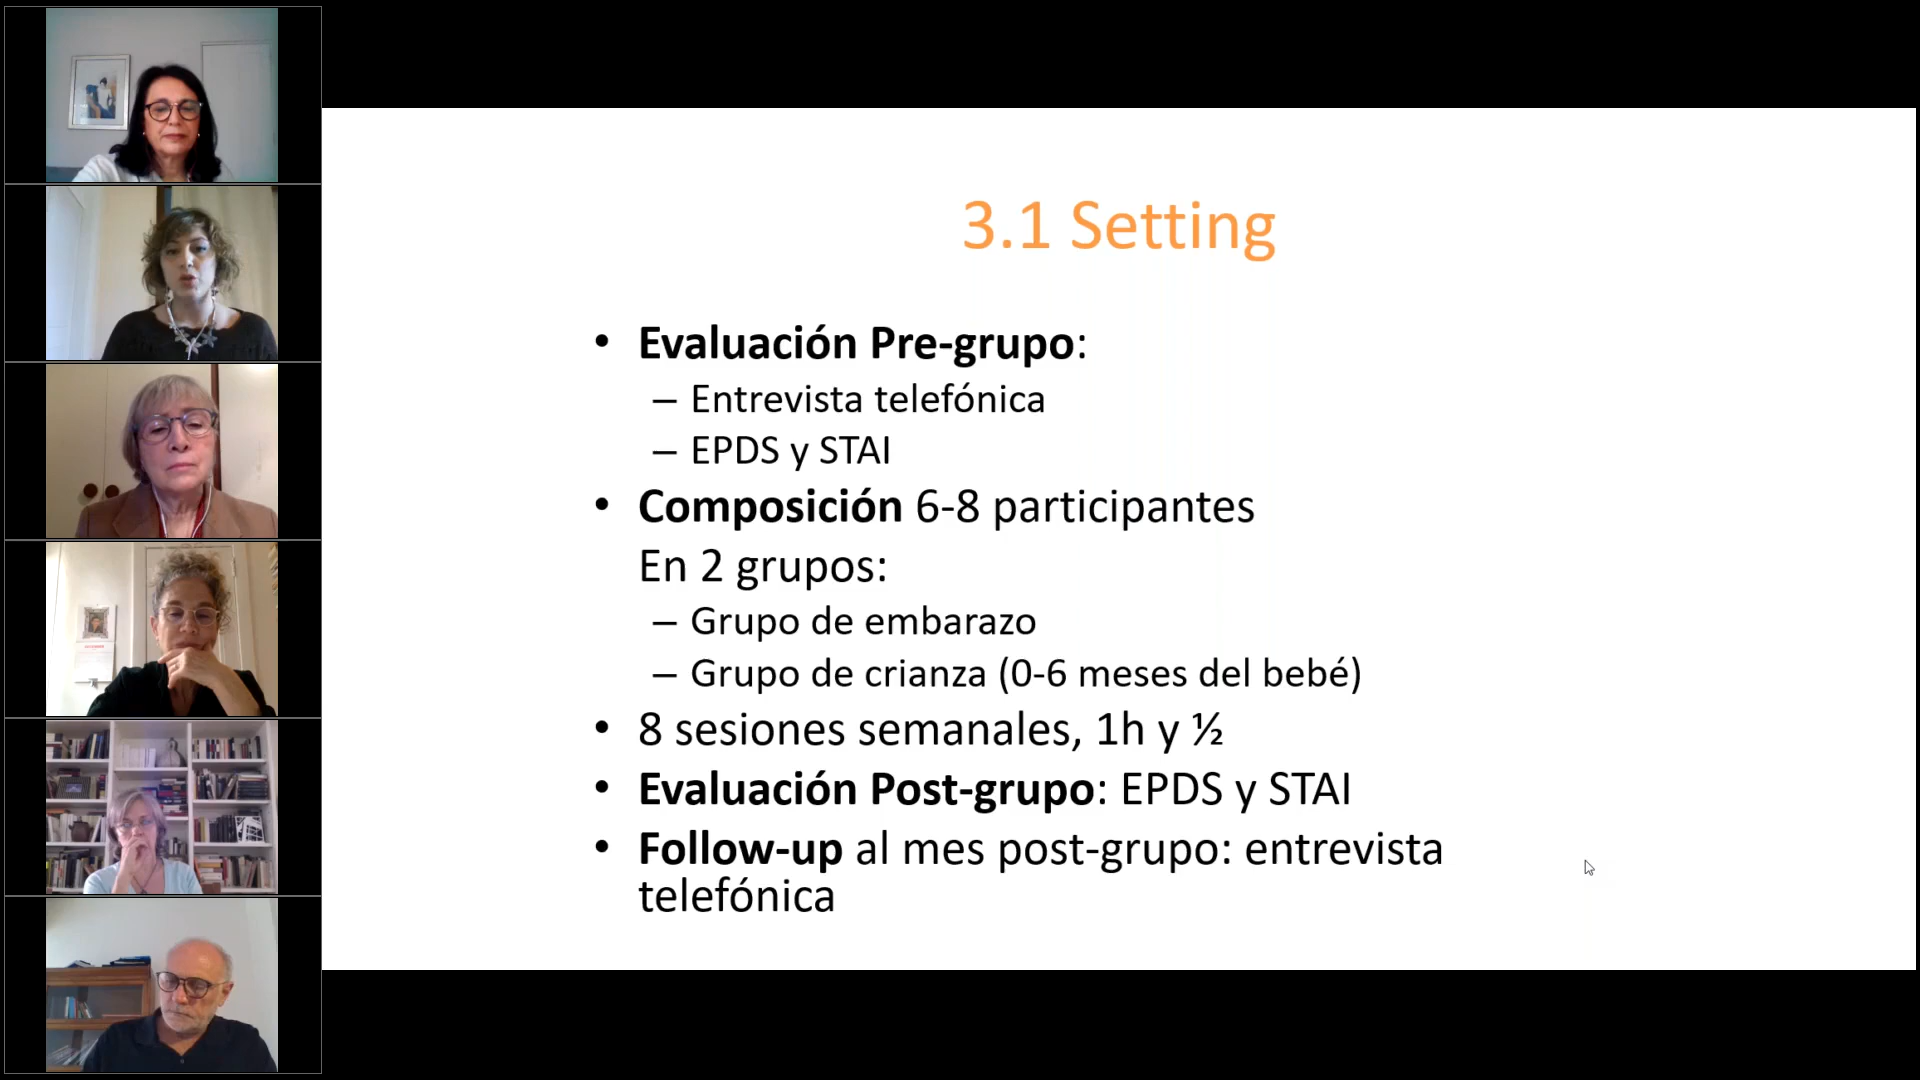 3.1 Setting
• Evaluación Pre-grupo:
– Entrevista telefónica
– EPDS y STAI
• Composición 6-8 participantes
En 2 grupos:
– Grupo de embarazo
– Grupo de crianza (0-6 meses del bebé)
• 8 sesiones semanales, 1h y ½
• Evaluación Post-grupo: EPDS y STAI
• Follow-up al mes post-grupo: entrevista
telefónica